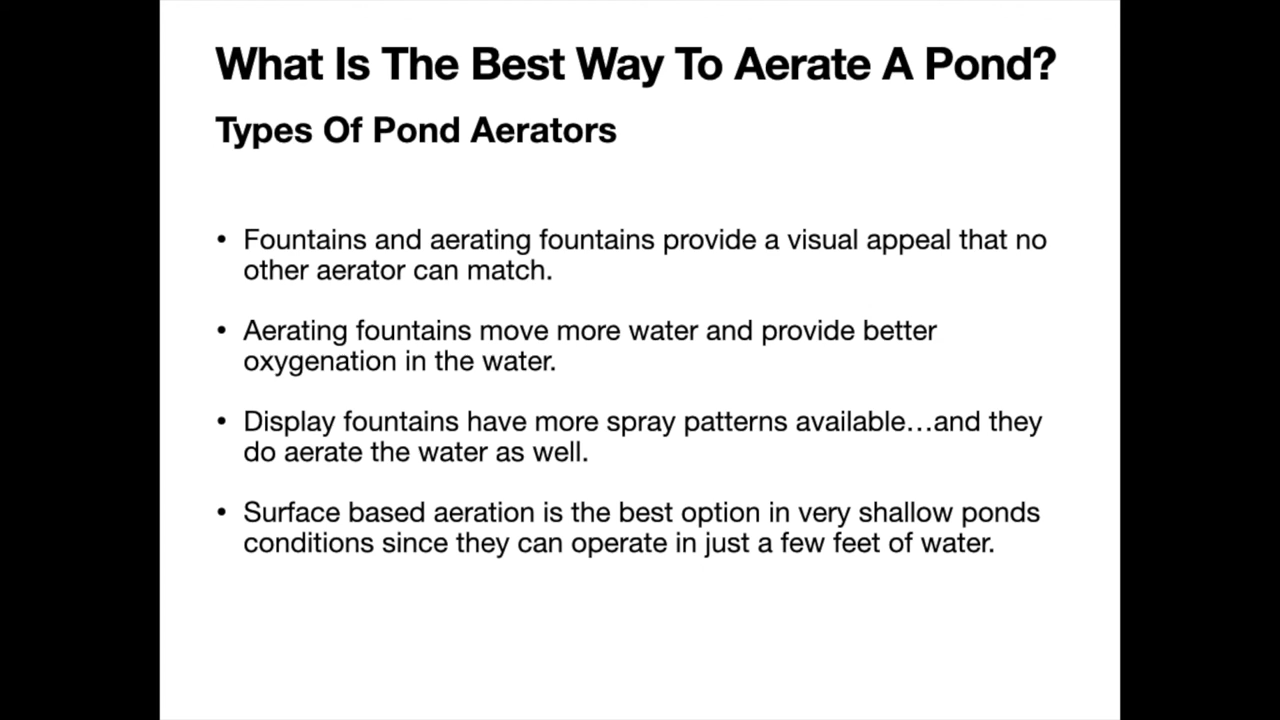 What Is The Best Way To Aerate A Pond?
Types Of Pond Aerators
• Fountains and aerating fountains provide a visual appeal that no
other aerator can match.
• Aerating fountains move more water and provide better
oxygenation in the water.
• Display fountains have more spray patterns available…and they
do aerate the water as well.
• Surface based aeration is the best option in very shallow ponds
conditions since they can operate in just a few feet of water.